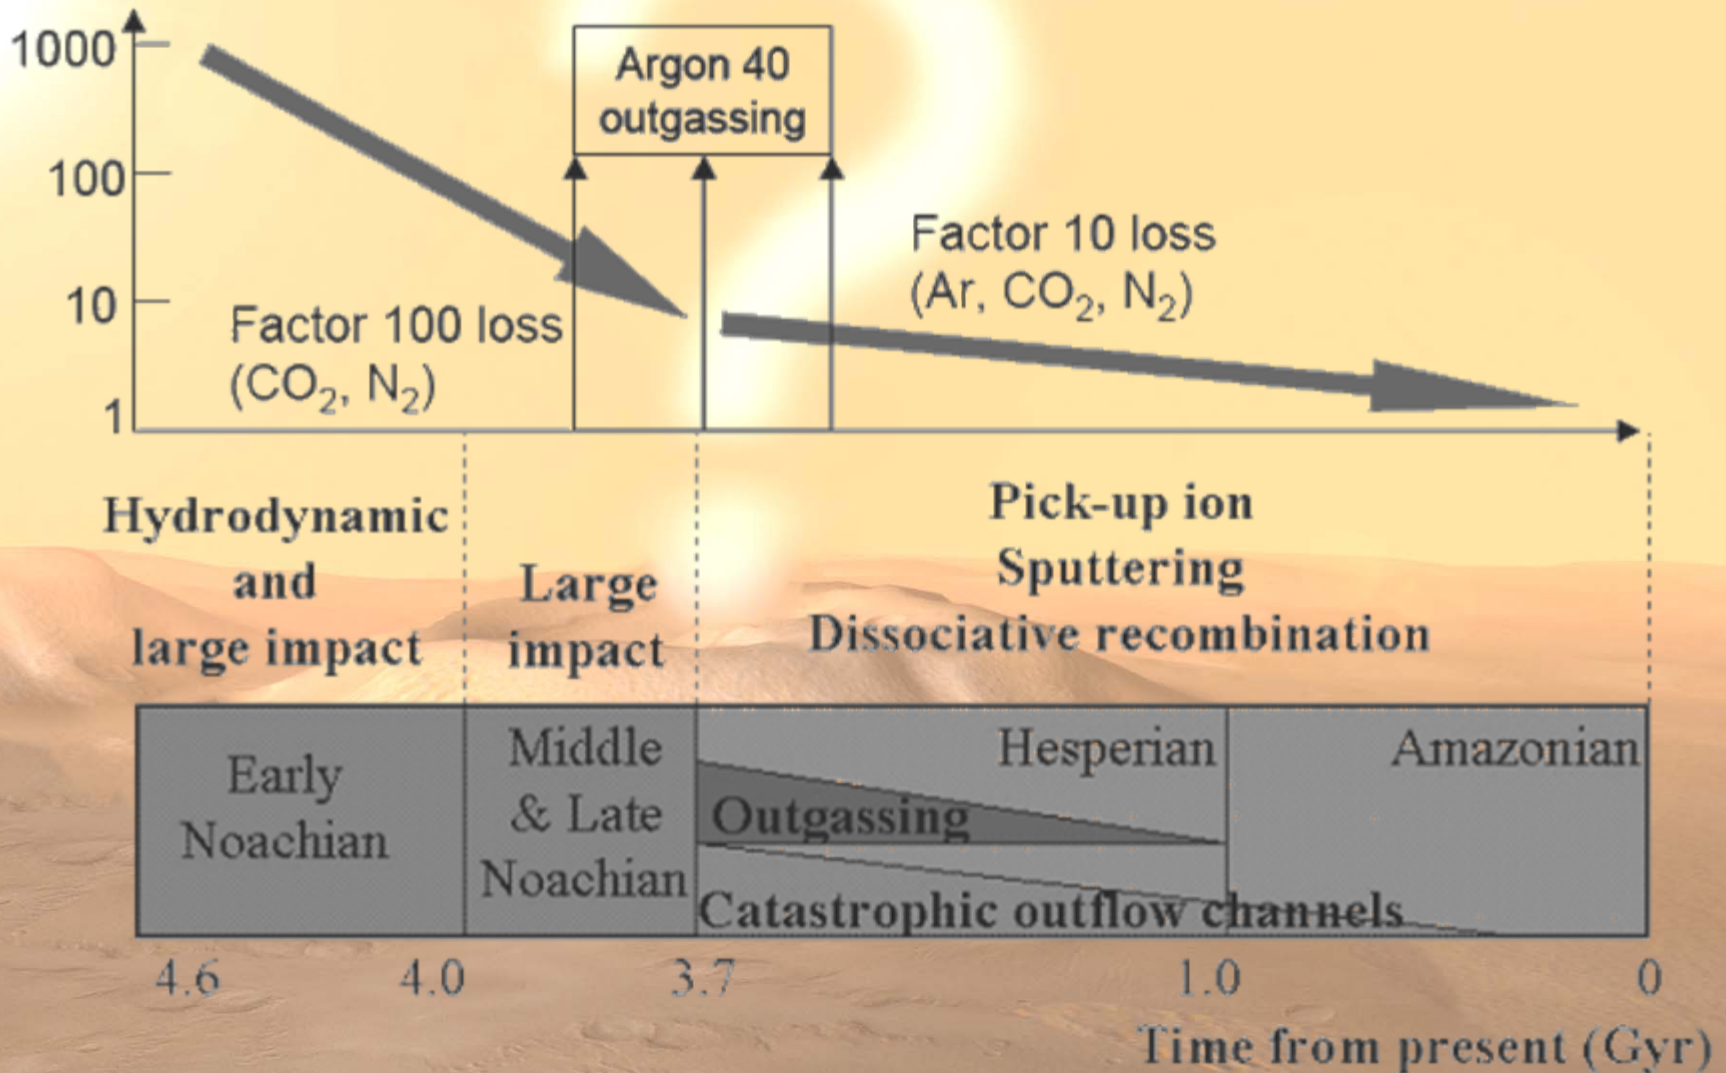 1000
100
10
1
Argon 40
outgassing
Factor 100 loss
(CO₂, N₂)
Factor 10 loss
(Ar, CO₂, N₂)
Hydrodynamic
and
large impact
Large
impact
Pick-up ion
Sputtering
Dissociative recombination
Early
Noachian
Middle
& Late
Noachian
Hesperian
Amazonian
Outgassing
Catastrophic outflow channels
4.6 4.0 3.7 1.0 0
Time from present (Gyr)